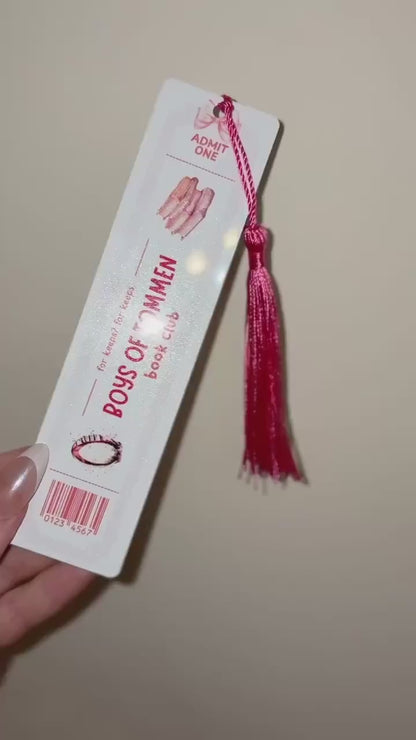 ADMIT
ONE
for keeps? for keeps.
BOYS OF TOMMEN
book club
0123 4567